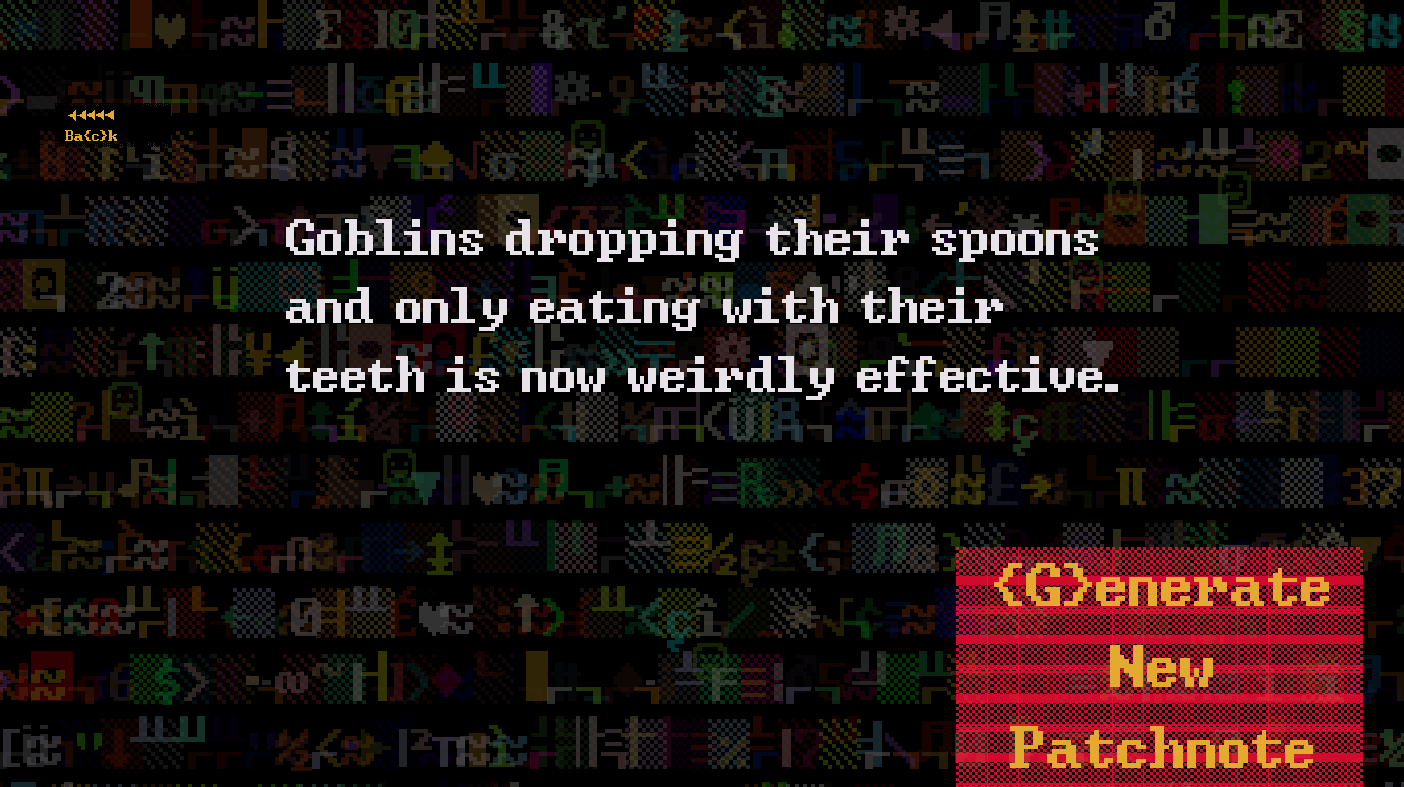 ◄◄◄◄◄
Ba{c}k
Goblins dropping their spoons
and only eating with their
teeth is now weirdly effective.
{G}enerate
New
Patchnote